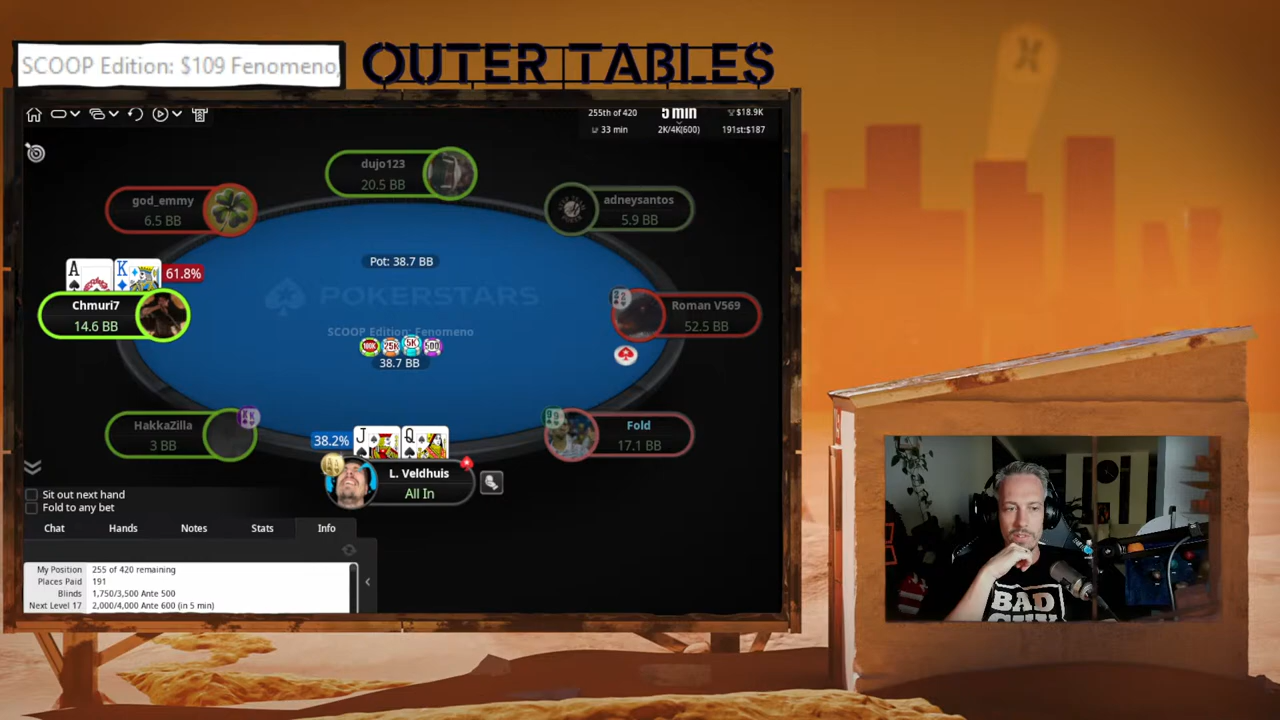 SCOOP Edition: $109 Fenomeno,
OUTER TABLES
255th of 420
5 min
$18.9K
33 min
2K/4K(600)
191st:$187
dujo123
20.5 BB
god_emmy
6.5 BB
adneysantos
5.9 BB
Pot: 38.7 BB
A K
61.8%
Chmuri7
14.6 BB
POKERSTARS
Roman V569
52.5 BB
SCOOP Edition: Fenomeno
100K 25K 5K 500
38.7 BB
HakkaZilla
3 BB
38.2%
J Q
L. Veldhuis
All In
Fold
17.1 BB
Sit out next hand
Fold to any bet
Chat Hands Notes Stats Info
My Position 255 of 420 remaining
Places Paid 191
Blinds 1,750/3,500 Ante 500
Next Level 17 2,000/4,000 Ante 600 (in 5 min)
BAD
GUY